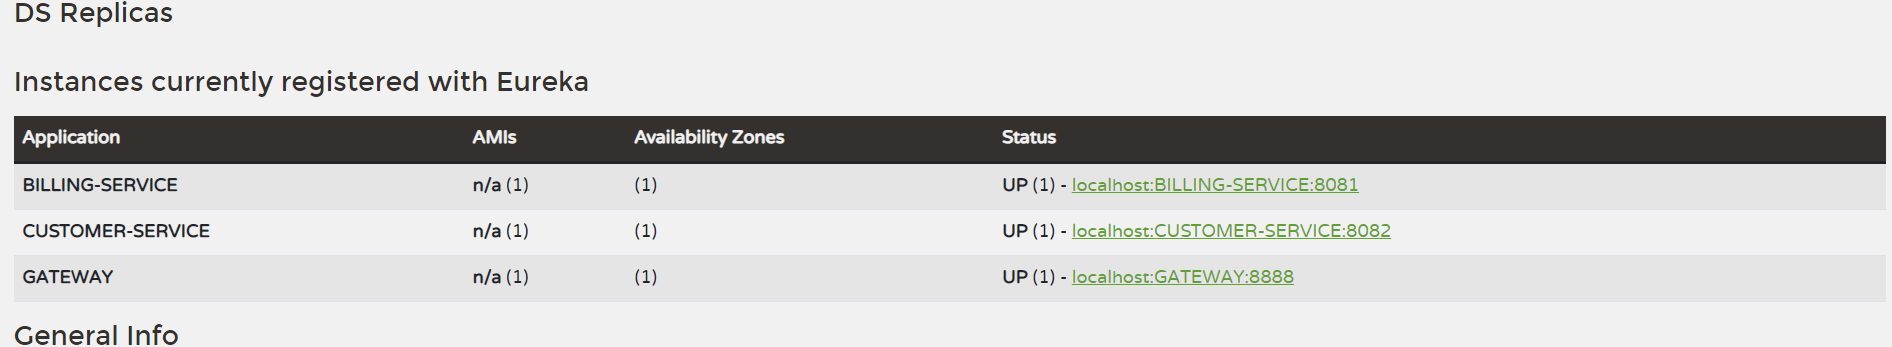 DS Replicas
Instances currently registered with Eureka
Application AMIs Availability Zones Status
BILLING-SERVICE n/a (1) (1) UP (1) - localhost:BILLING-SERVICE:8081
CUSTOMER-SERVICE n/a (1) (1) UP (1) - localhost:CUSTOMER-SERVICE:8082
GATEWAY n/a (1) (1) UP (1) - localhost:GATEWAY:8888
General Info